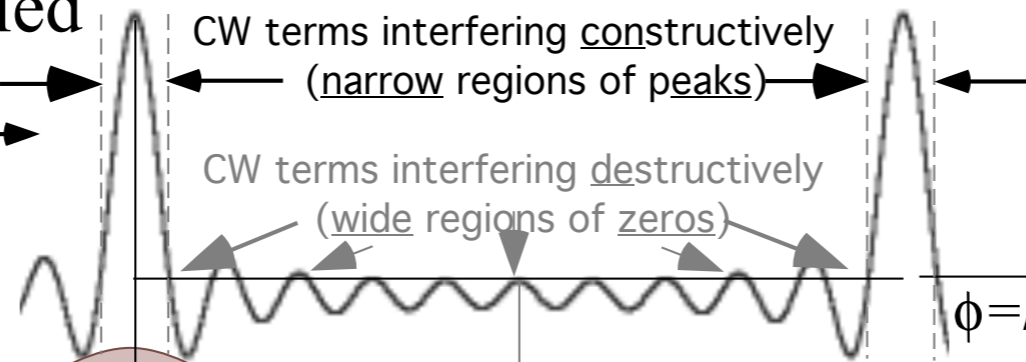 CW terms interfering constructively
(narrow regions of peaks)
CW terms interfering destructively
(wide regions of zeros)
ϕ=